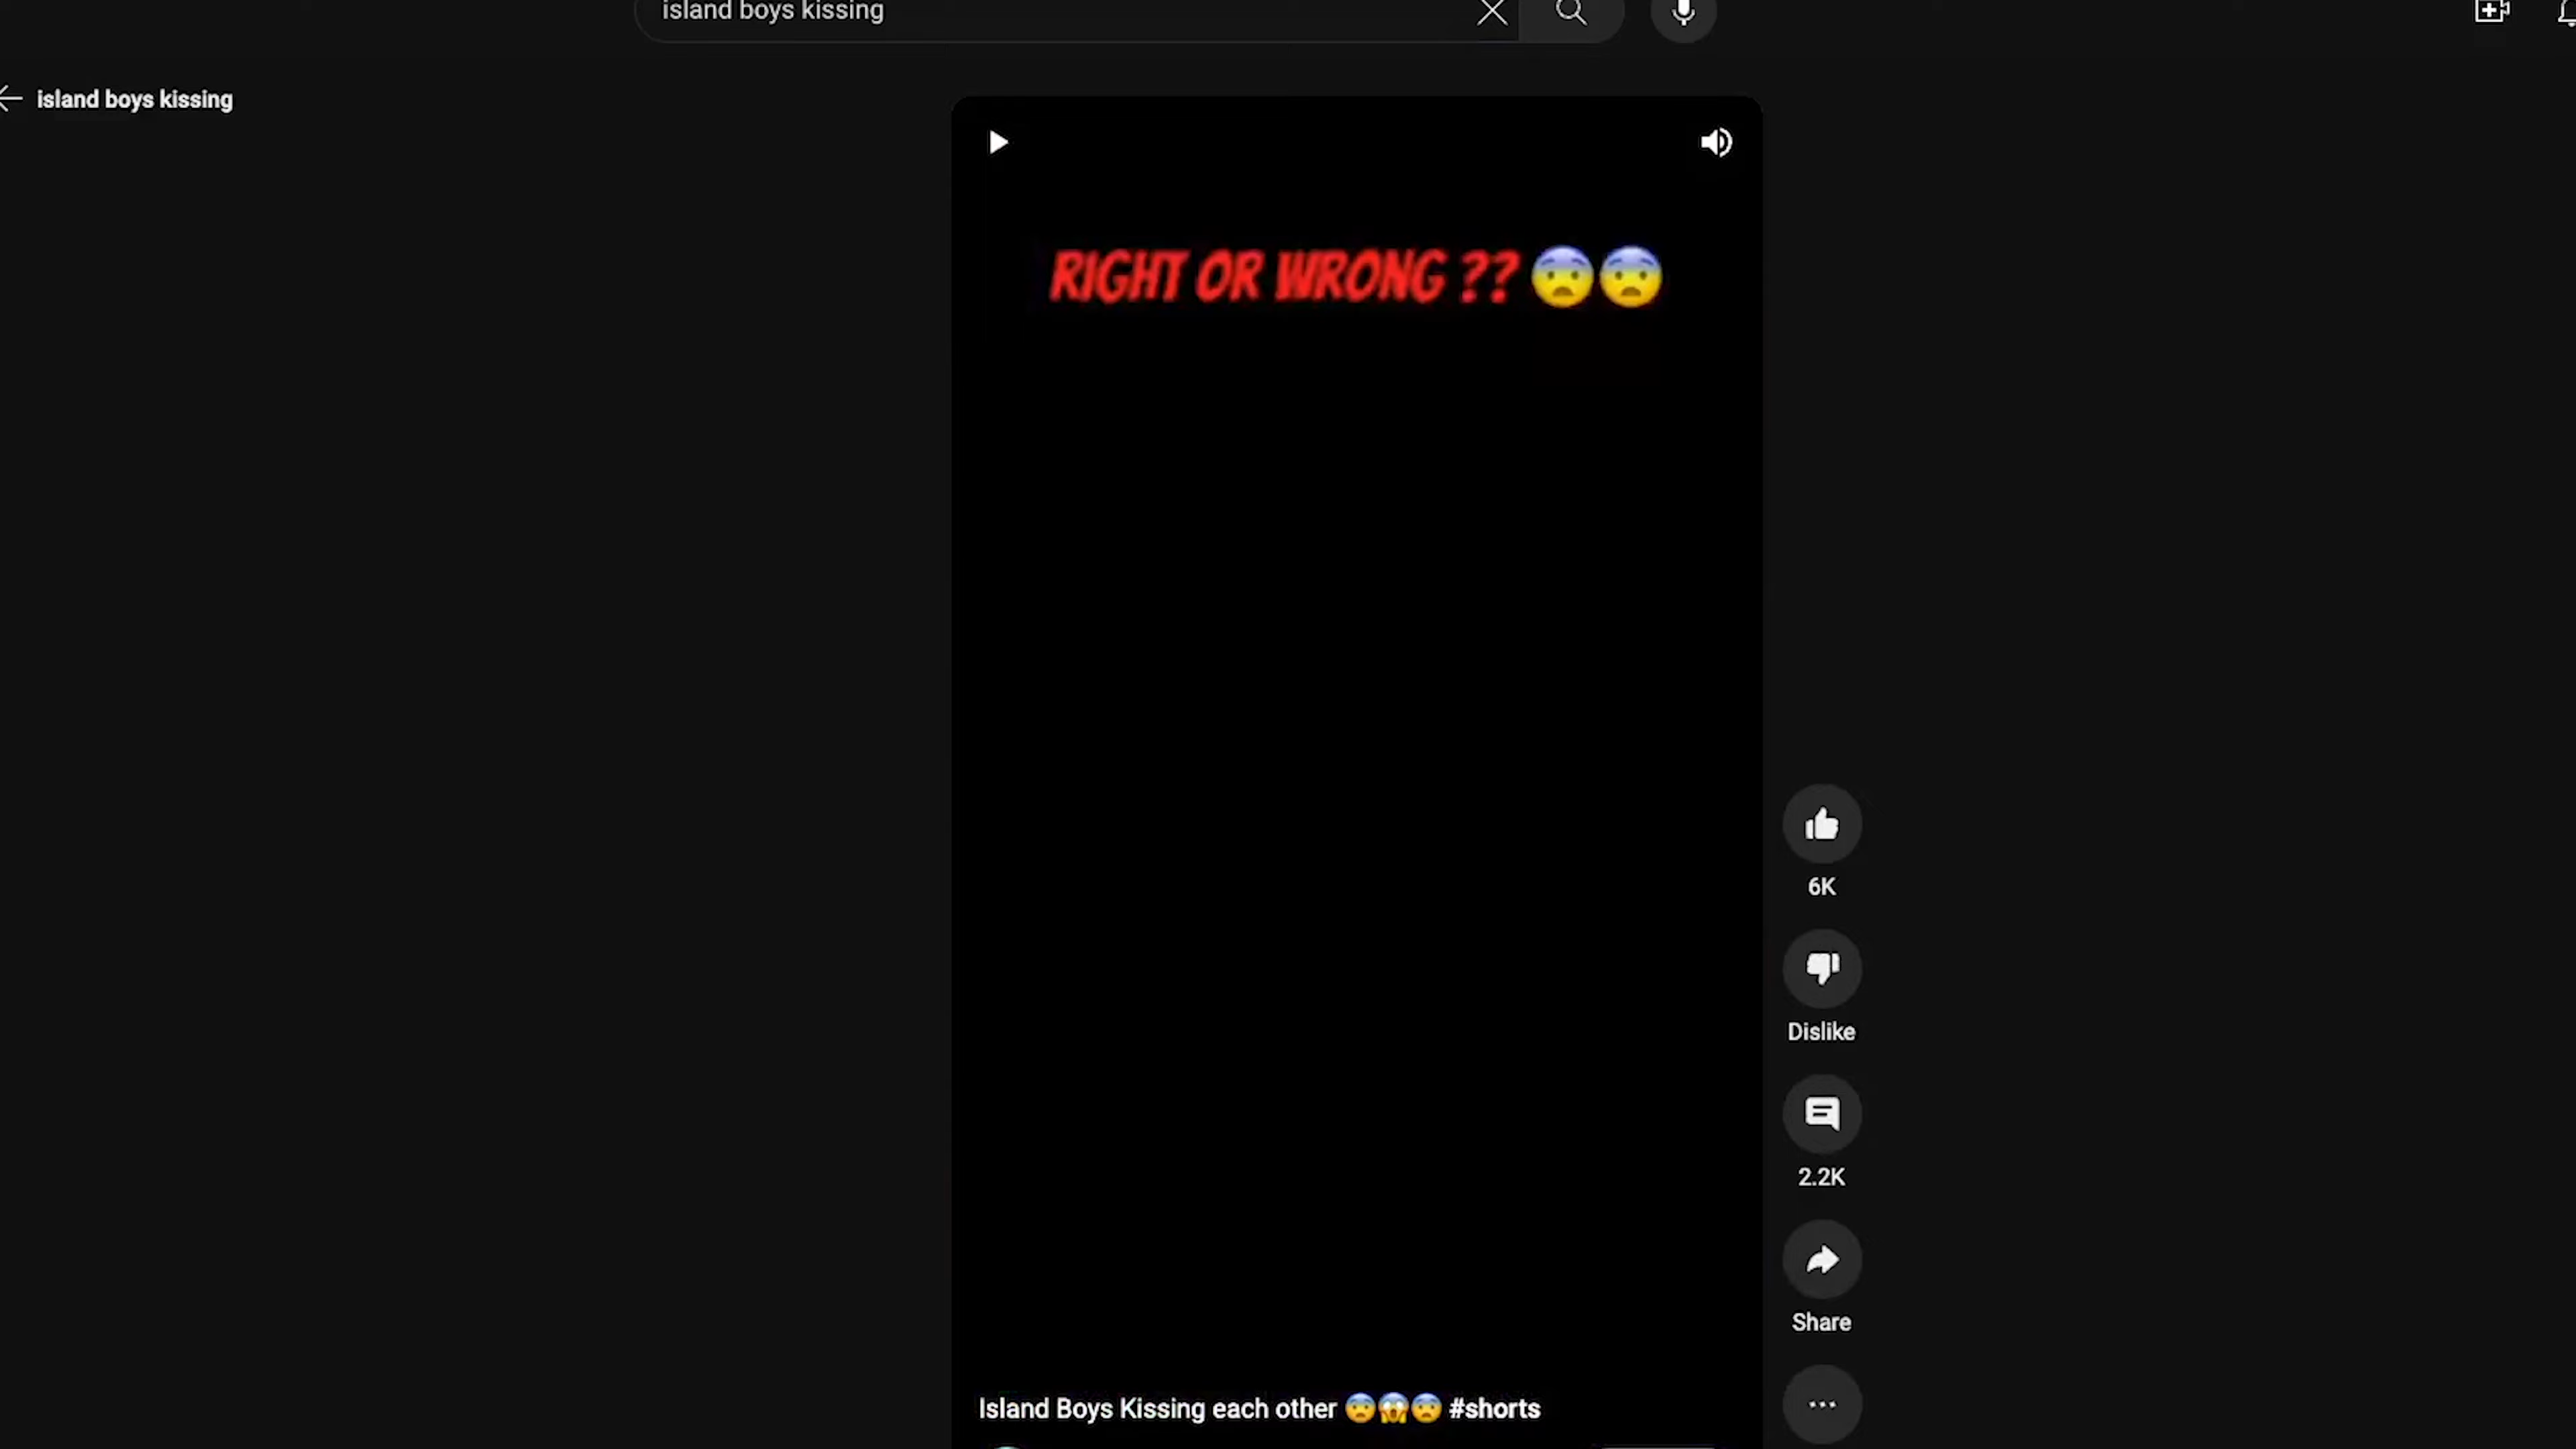 island boys kissing
island boys kissing
RIGHT OR WRONG ?? 😨😨
6K
Dislike
2.2K
Share
Island Boys Kissing each other 😨😱😨 #shorts